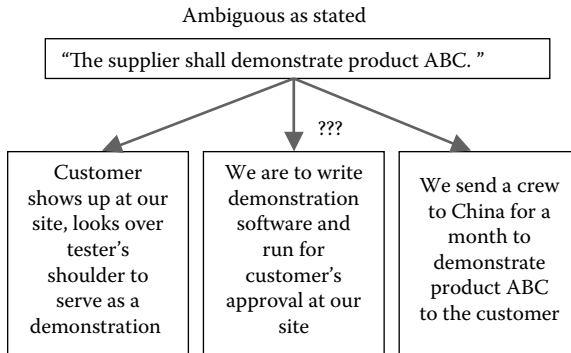 Ambiguous as stated
“The supplier shall demonstrate product ABC. ”
???
Customer
shows up at our
site, looks over
tester’s
shoulder to
serve as a
demonstration
We are to write
demonstration
software and
run for
customer’s
approval at our
site
We send a crew
to China for a
month to
demonstrate
product ABC
to the customer